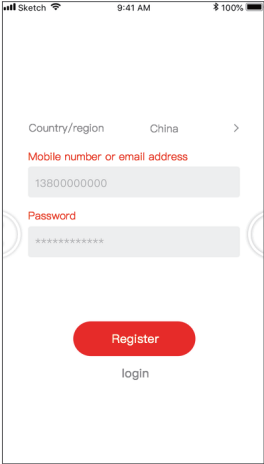 Sketch 9:41 AM 100%
Country/region China >
Mobile number or email address
13800000000
Password
************
Register
login